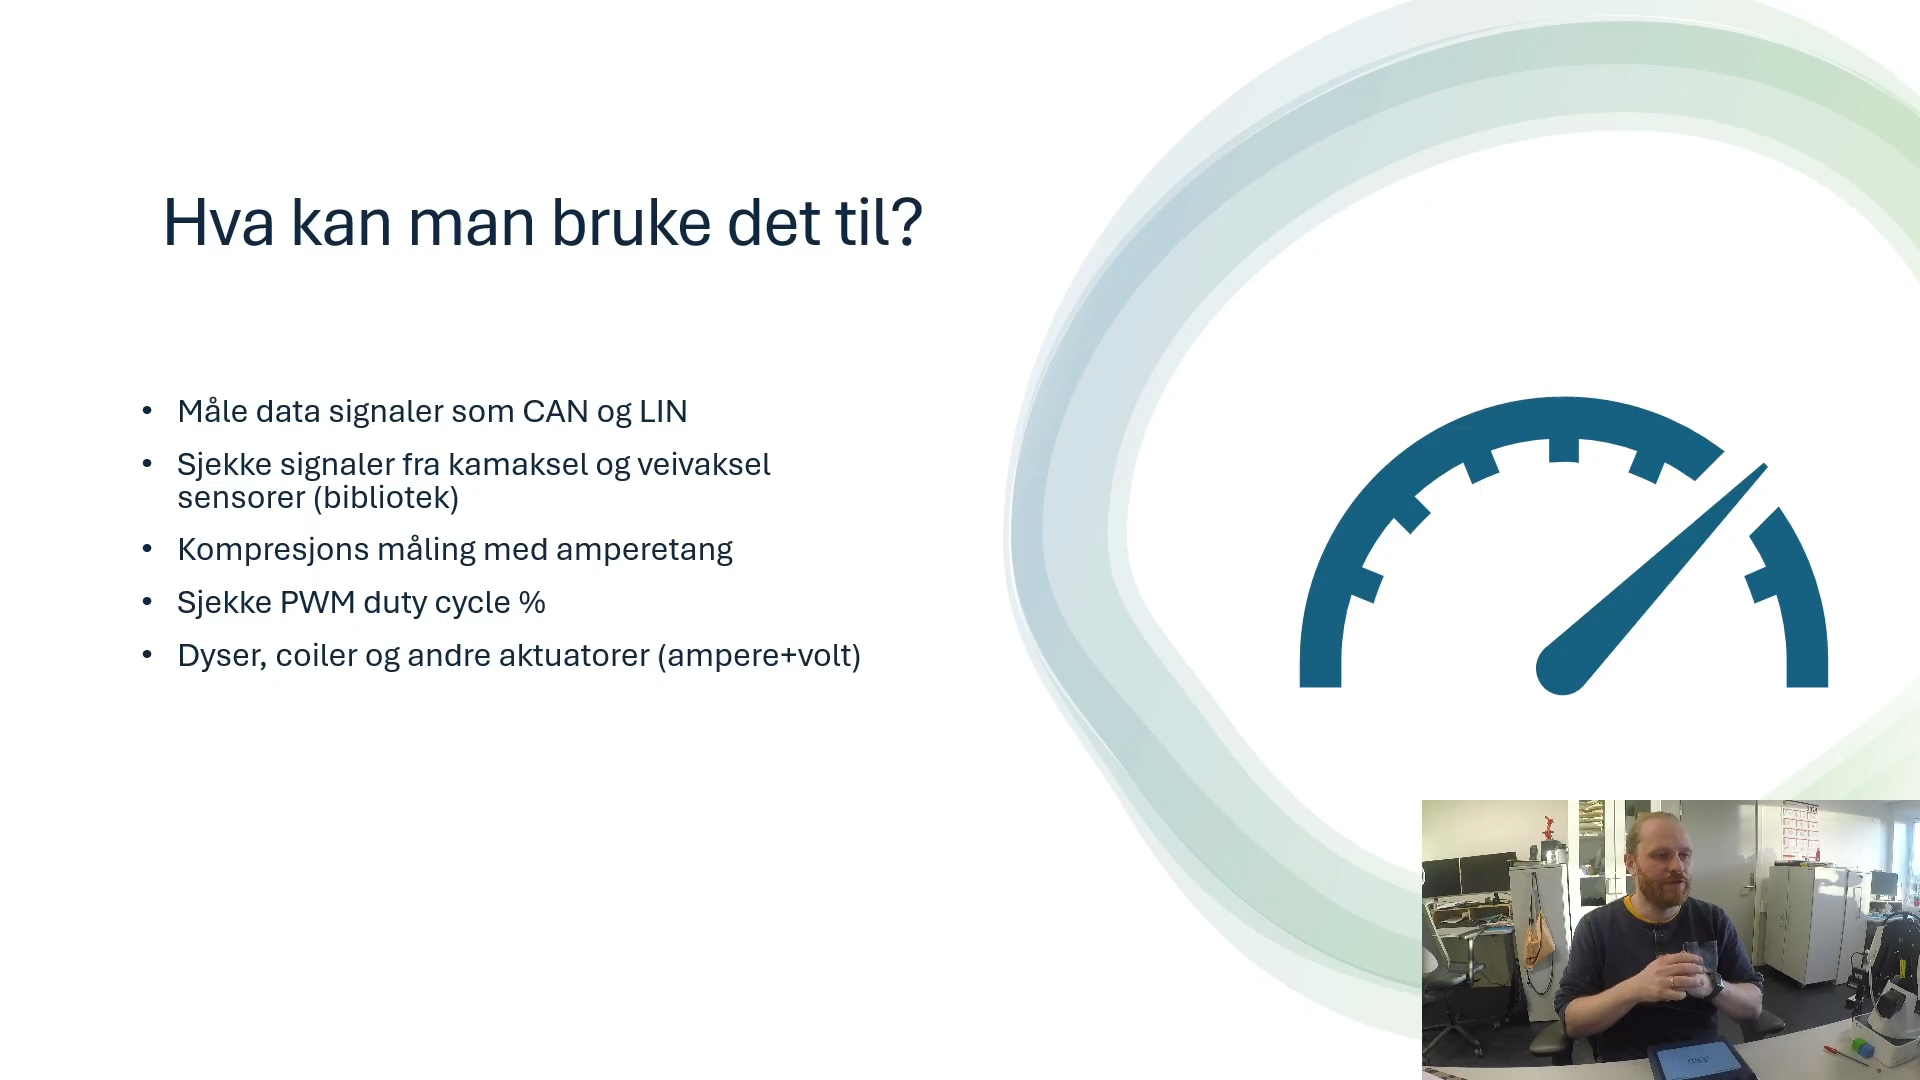 Hva kan man bruke det til?
• Måle data signaler som CAN og LIN
• Sjekke signaler fra kamaksel og veivaksel
sensorer (bibliotek)
• Kompresjons måling med amperetang
• Sjekke PWM duty cycle %
• Dyser, coiler og andre aktuatorer (ampere+volt)